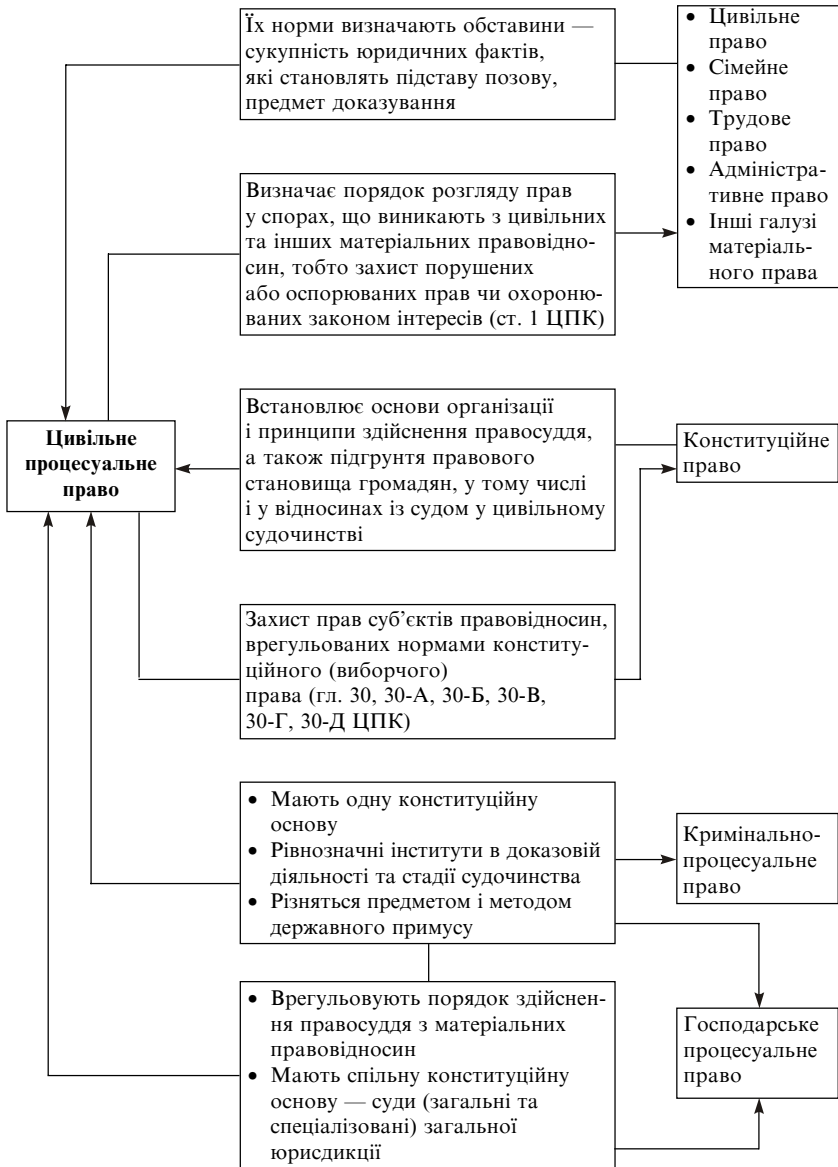 Їх норми визначають обставини —
сукупність юридичних фактів,
які становлять підставу позову,
предмет доказування
• Цивільне
право
• Сімейне
право
• Трудове
право
• Адміністра-
тивне право
• Інші галузі
матеріаль-
ного права
Визначає порядок розгляду прав
у спорах, що виникають з цивільних
та інших матеріальних правовідно-
син, тобто захист порушених
або оспорюваних прав чи охороню-
ваних законом інтересів (ст. 1 ЦПК)
Цивільне
процесуальне
право
Встановлює основи організації
і принципи здійснення правосуддя,
а також підгрунтя правового
становища громадян, у тому числі
і у відносинах із судом у цивільному
судочинстві
Конституційне
право
Захист прав суб’єктів правовідносин,
врегульованих нормами конститу-
ційного (виборчого)
права (гл. 30, 30-А, 30-Б, 30-В,
30-Г, 30-Д ЦПК)
• Мають одну конституційну
основу
• Рівнозначні інститути в доказовій
діяльності та стадії судочинства
• Різняться предметом і методом
державного примусу
Кримінально-
процесуальне
право
• Врегульовують порядок здійснен-
ня правосуддя з матеріальних
правовідносин
• Мають спільну конституційну
основу — суди (загальні та
спеціалізовані) загальної
юрисдикції
Господарське
процесуальне
право